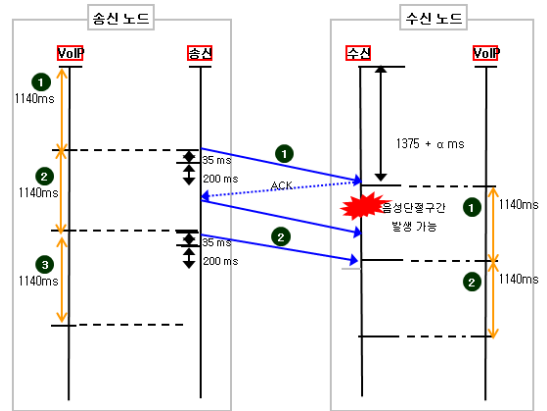 송신 노드
수신 노드
VoIP
송신
수신
VoIP
1
1140ms
2
1140ms
3
1140ms
35 ms
200 ms
35 ms
200 ms
1
ACK
2
1375 + α ms
음성단절구간
발생 가능
1
1140ms
2
1140ms